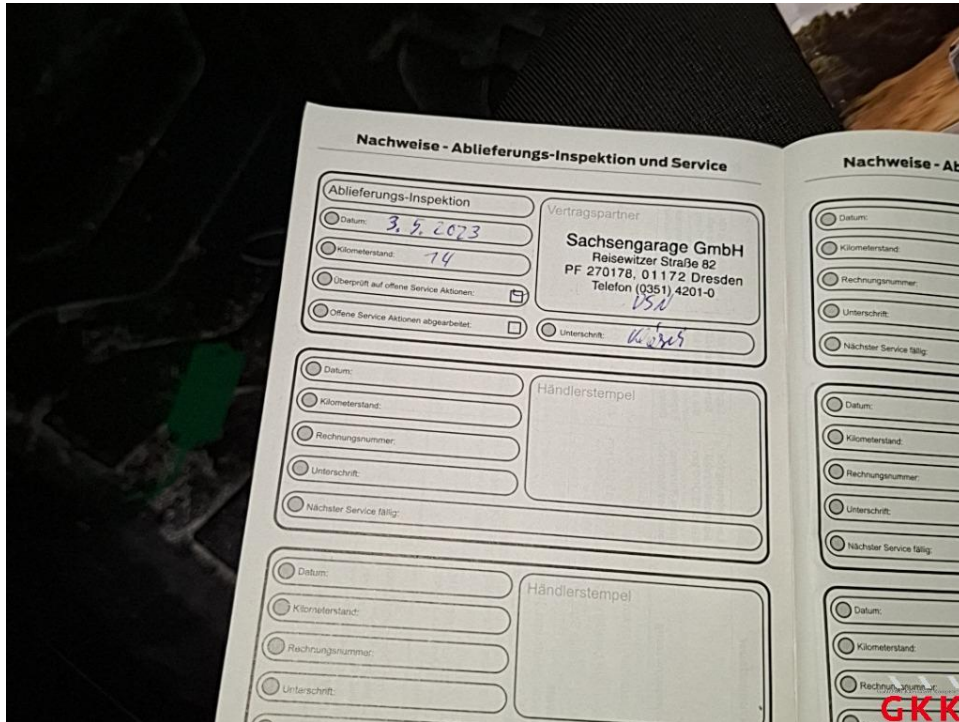 Nachweise - Ablieferungs-Inspektion und Service
Ablieferungs-Inspektion
Datum: 3. 5. 2023
Kilometerstand: 14
Überprüft auf offene Service Aktionen:
Offene Service Aktionen abgearbeitet:
Vertragspartner
Sachsengarage GmbH
Reisewitzer Straße 82
PF 270178, 01172 Dresden
Telefon (0351) 4201-0
Unterschrift:
Datum:
Kilometerstand:
Rechnungsnummer:
Unterschrift:
Nächster Service fällig:
Händlerstempel
Datum:
Kilometerstand:
Rechnungsnummer:
Unterschrift:
Händlerstempel
Nachweise - Ab
Datum:
Kilometerstand:
Rechnungsnummer:
Unterschrift:
Nächster Service fällig:
Datum:
Kilometerstand:
Rechnungsnummer:
Unterschrift:
Nächster Service fällig:
Datum:
Kilometerstand:
Rechnungsnummer:
GKK